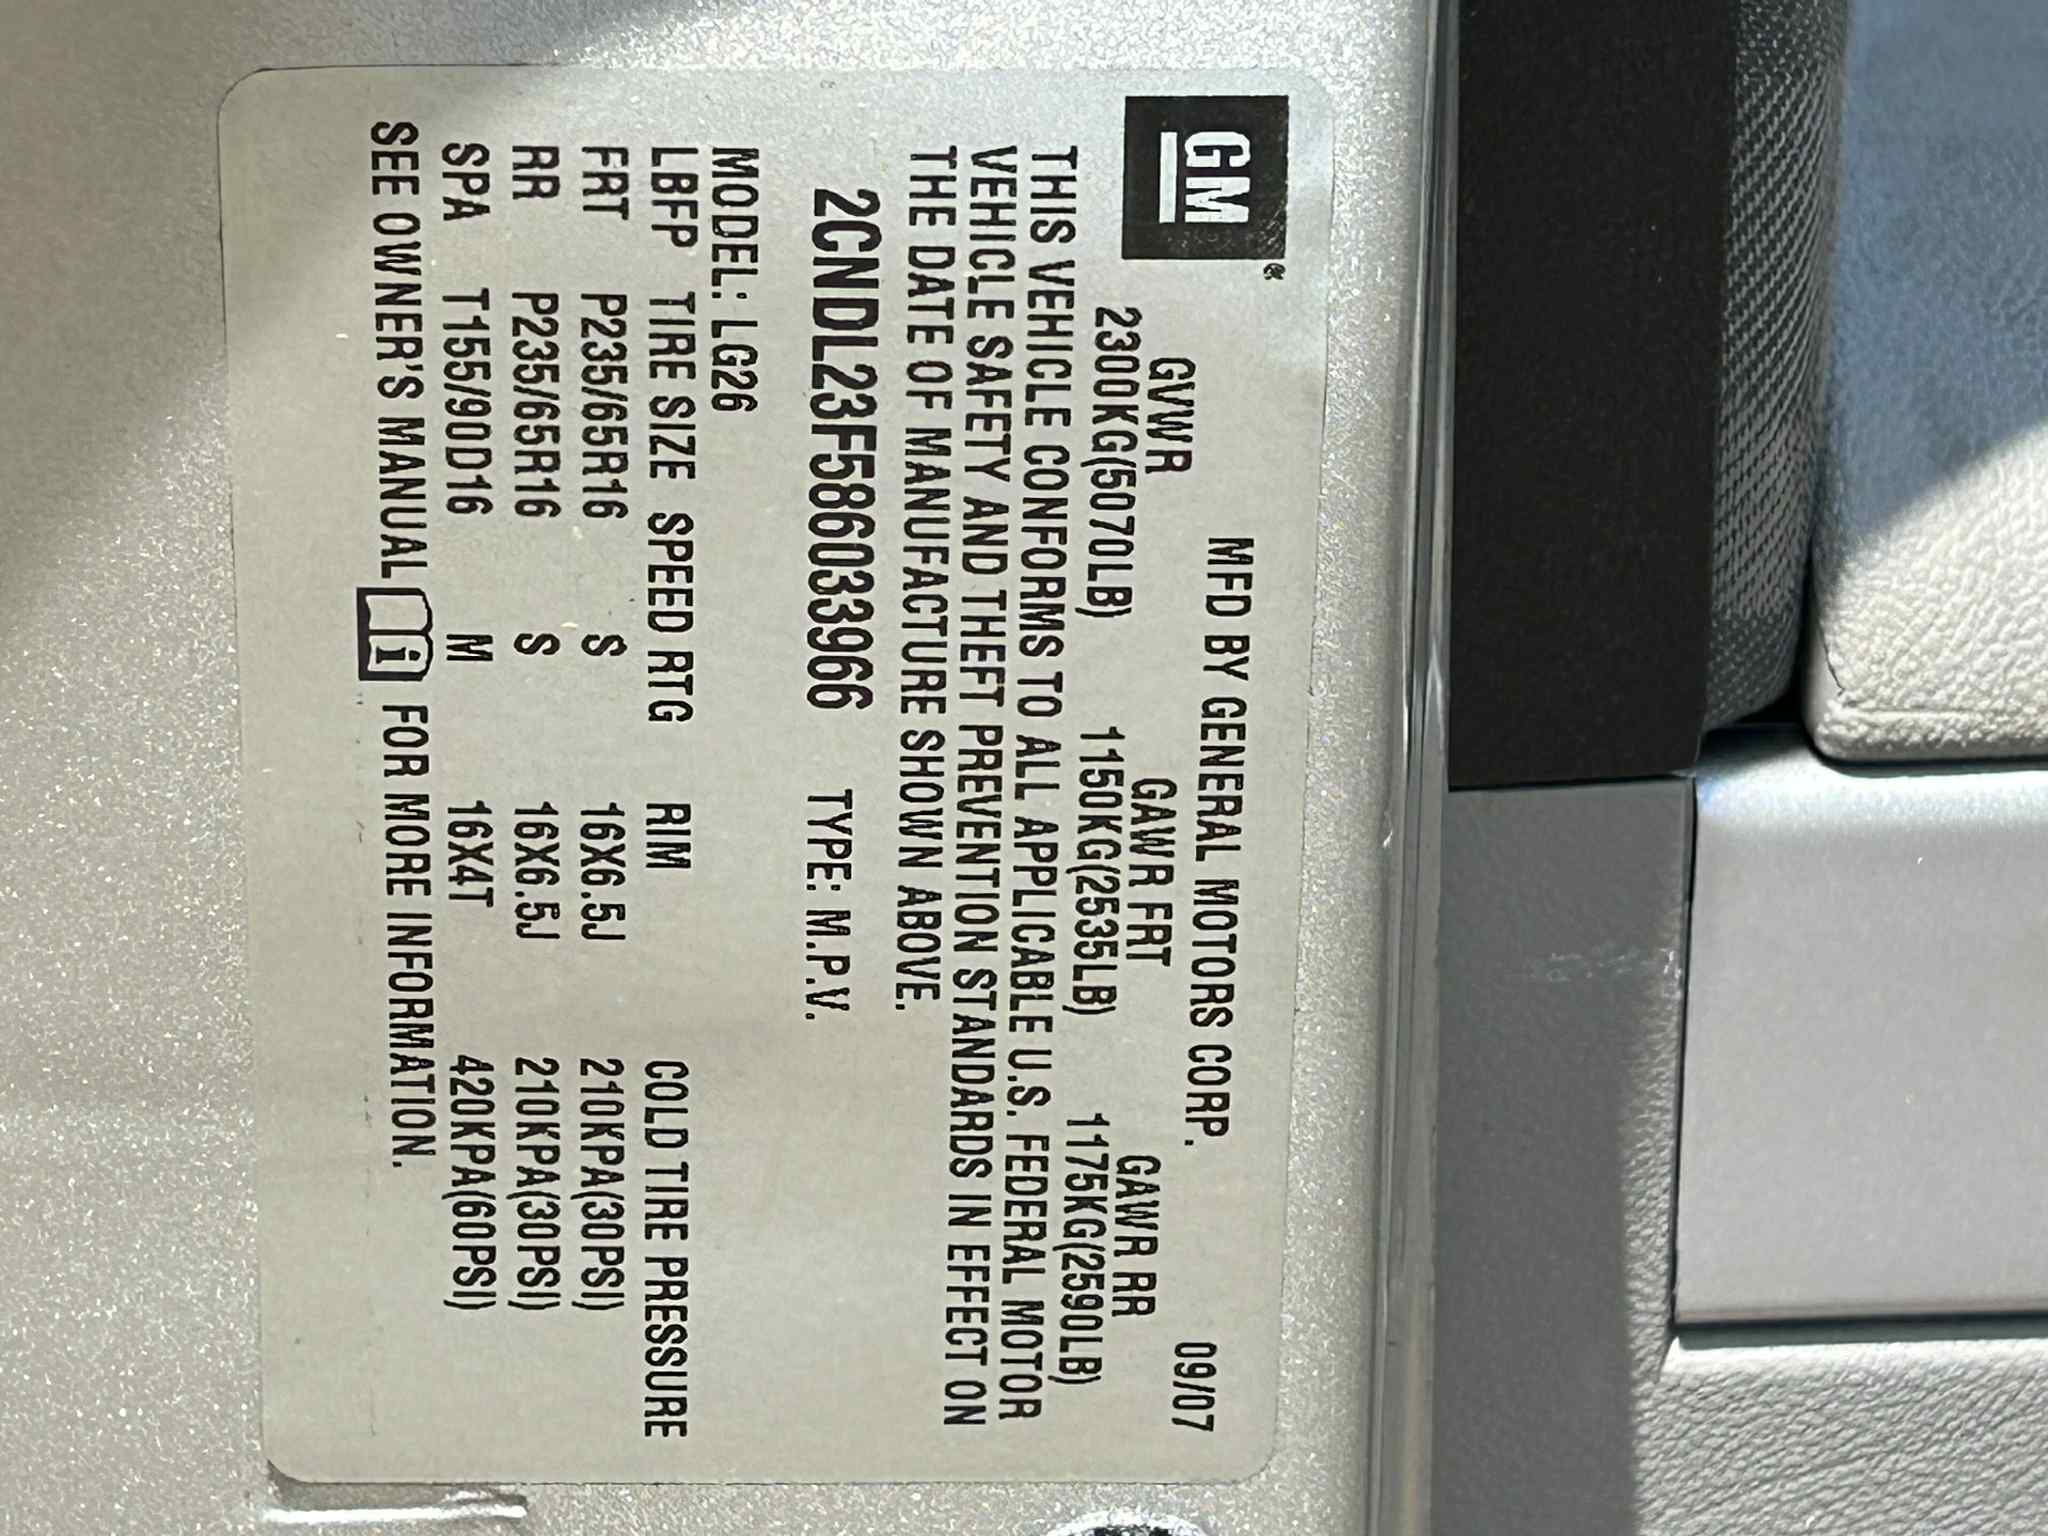 GM®
MFD BY GENERAL MOTORS CORP. 09/07
GVWR GAWR FRT GAWR RR
2300KG(5070LB) 1150KG(2535LB) 1175KG(2590LB)
THIS VEHICLE CONFORMS TO ALL APPLICABLE U.S. FEDERAL MOTOR
VEHICLE SAFETY AND THEFT PREVENTION STANDARDS IN EFFECT ON
THE DATE OF MANUFACTURE SHOWN ABOVE.
2CNDL23F586033966 TYPE: M.P.V.
MODEL: LG26
LBFP TIRE SIZE SPEED RTG RIM COLD TIRE PRESSURE
FRT P235/65R16 S 16X6.5J 210KPA(30PSI)
RR P235/65R16 S 16X6.5J 210KPA(30PSI)
SPA T155/90D16 M 16X4T 420KPA(60PSI)
SEE OWNER'S MANUAL i FOR MORE INFORMATION.